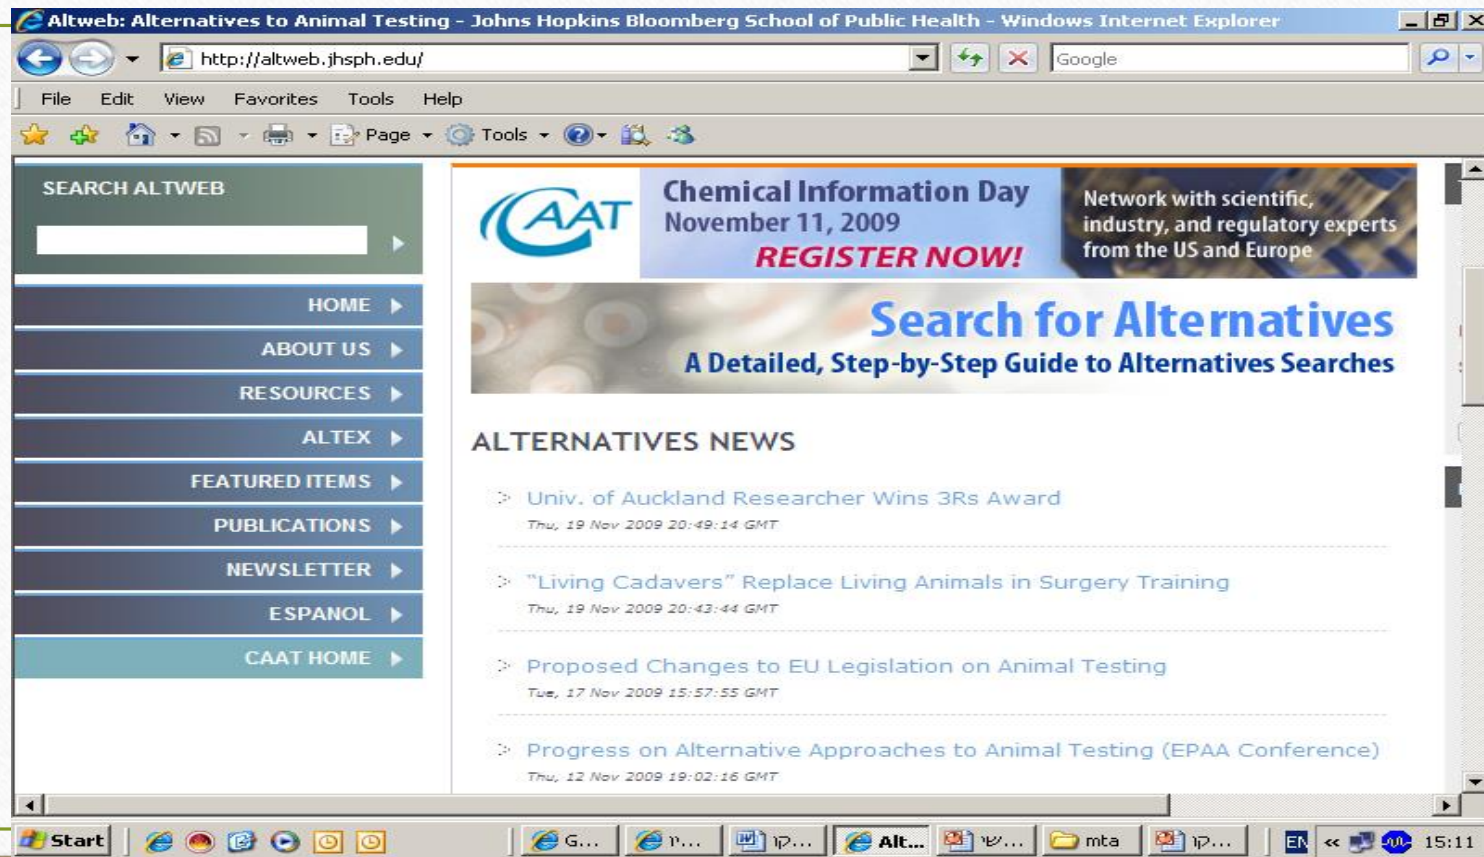 Altweb: Alternatives to Animal Testing - Johns Hopkins Bloomberg School of Public Health - Windows Internet Explorer
http://altweb.jhsph.edu/
Google
File Edit View Favorites Tools Help
Page Tools
SEARCH ALTWEB
HOME
ABOUT US
RESOURCES
ALTEX
FEATURED ITEMS
PUBLICATIONS
NEWSLETTER
ESPANOL
CAAT HOME
CAAT
Chemical Information Day
November 11, 2009
REGISTER NOW!
Network with scientific,
industry, and regulatory experts
from the US and Europe
Search for Alternatives
A Detailed, Step-by-Step Guide to Alternatives Searches
ALTERNATIVES NEWS
Univ. of Auckland Researcher Wins 3Rs Award
Thu, 19 Nov 2009 20:49:14 GMT
"Living Cadavers" Replace Living Animals in Surgery Training
Thu, 19 Nov 2009 20:43:44 GMT
Proposed Changes to EU Legislation on Animal Testing
Tue, 17 Nov 2009 15:57:55 GMT
Progress on Alternative Approaches to Animal Testing (EPAA Conference)
Thu, 12 Nov 2009 19:02:16 GMT
Start G... Alt... mta EN 15:11